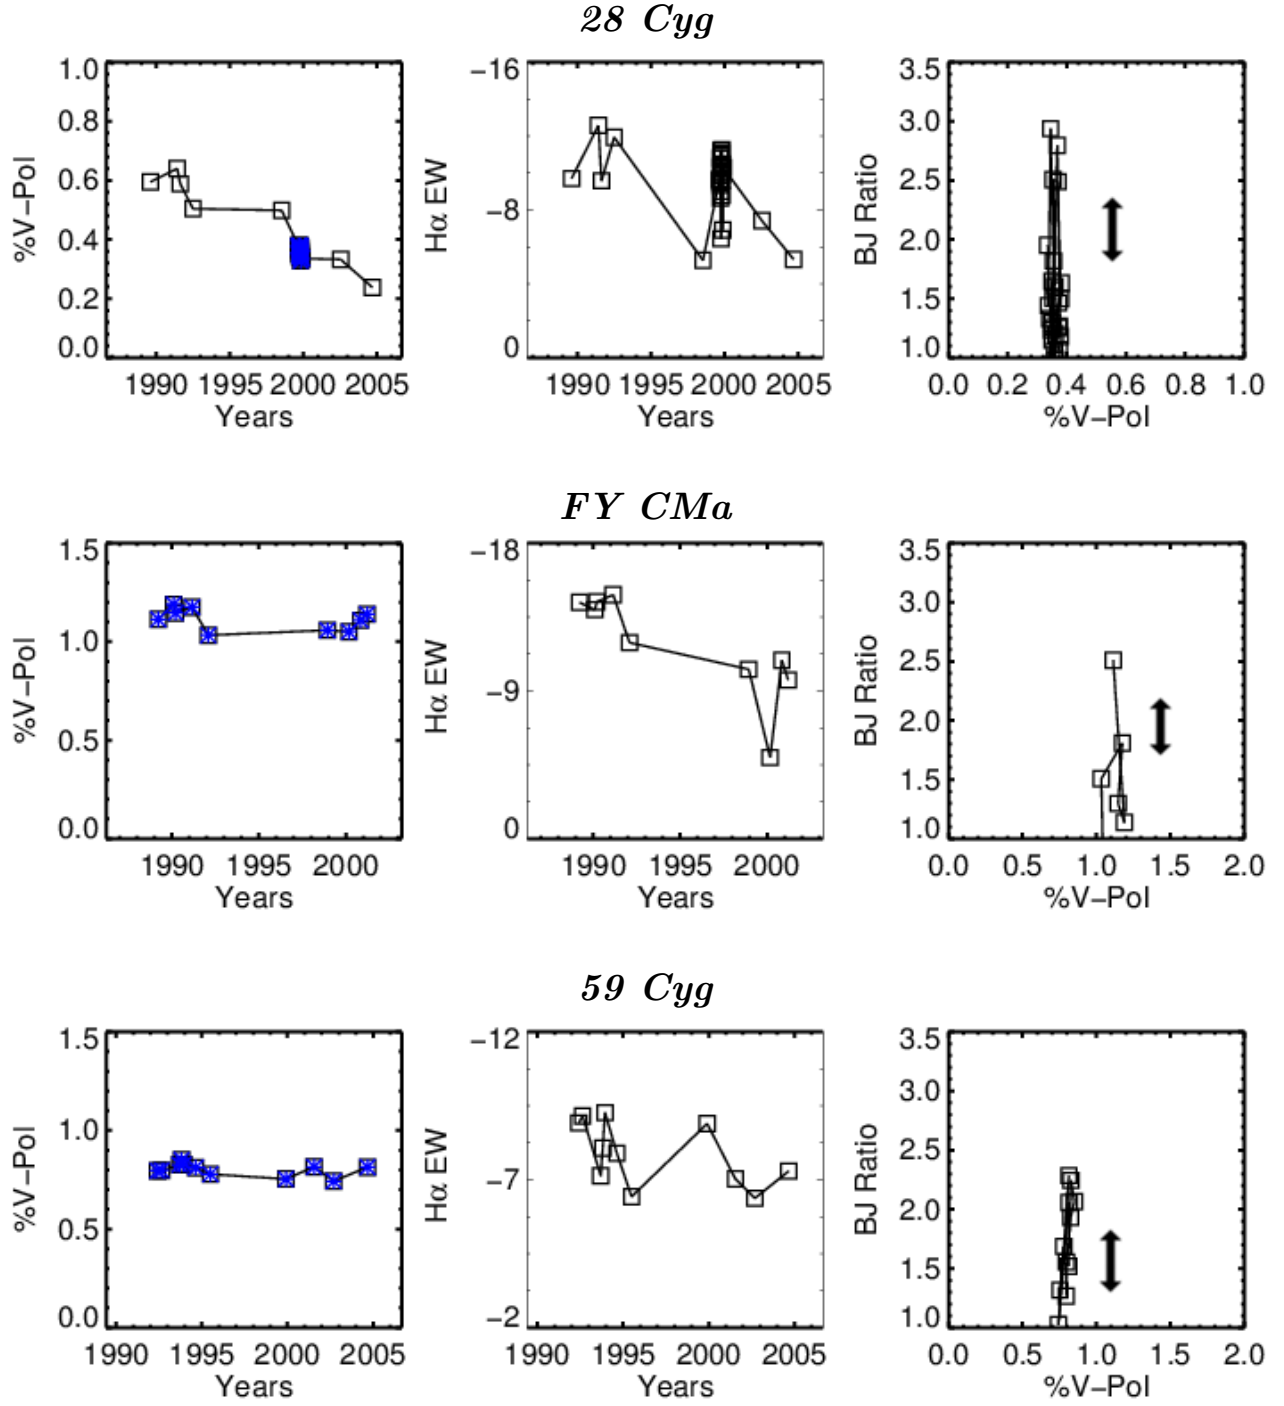 28 Cyg
%V-Pol
1.0
0.8
0.6
0.4
0.2
0.0
1990 1995 2000 2005
Years
Hα EW
-16
-8
0
1990 1995 2000 2005
Years
BJ Ratio
3.5
3.0
2.5
2.0
1.5
1.0
0.0 0.2 0.4 0.6 0.8 1.0
%V-Pol
FY CMa
%V-Pol
1.5
1.0
0.5
0.0
1990 1995 2000
Years
Hα EW
-18
-9
0
1990 1995 2000
Years
BJ Ratio
3.5
3.0
2.5
2.0
1.5
1.0
0.0 0.5 1.0 1.5 2.0
%V-Pol
59 Cyg
%V-Pol
1.5
1.0
0.5
0.0
1990 1995 2000 2005
Years
Hα EW
-12
-7
-2
1990 1995 2000 2005
Years
BJ Ratio
3.5
3.0
2.5
2.0
1.5
1.0
0.0 0.5 1.0 1.5 2.0
%V-Pol